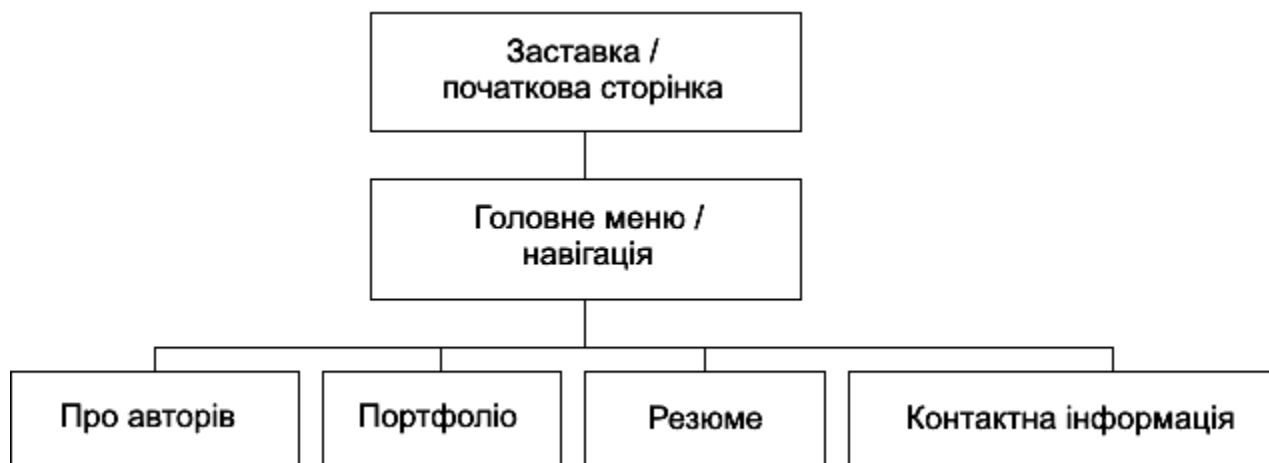 Заставка /
початкова сторінка
Головне меню /
навігація
Про авторів
Портфоліо
Резюме
Контактна інформація